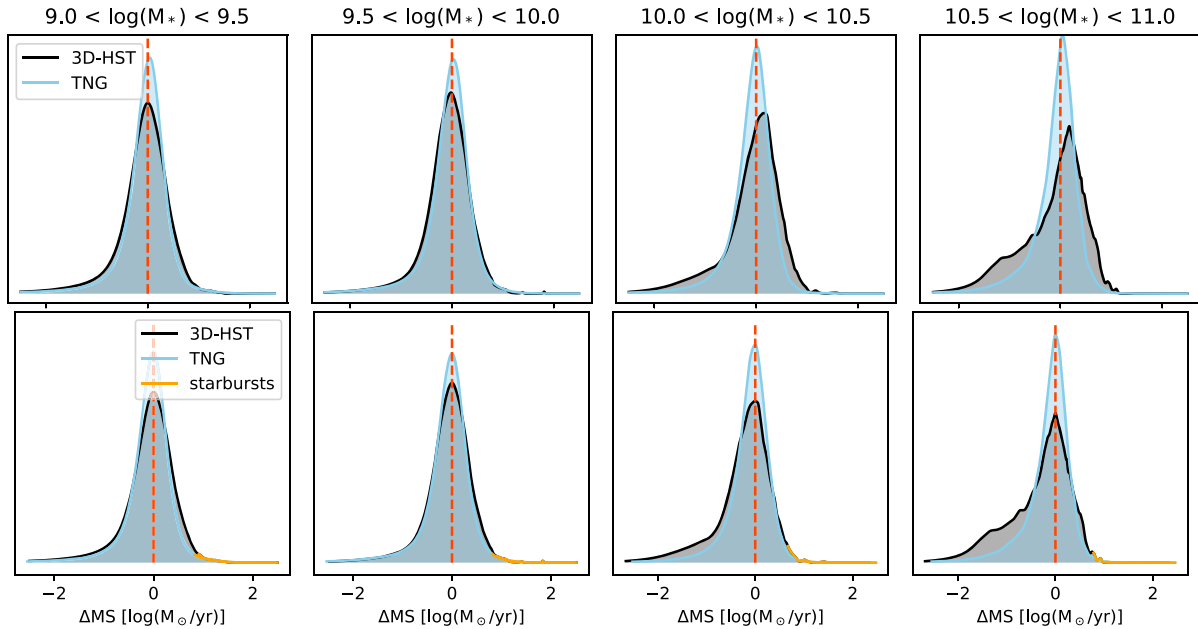 9.0 < log(M*) < 9.5
9.5 < log(M*) < 10.0
10.0 < log(M*) < 10.5
10.5 < log(M*) < 11.0
3D-HST
TNG
3D-HST
TNG
starbursts
−2 0 2
−2 0 2
−2 0 2
−2 0 2
ΔMS [log(M⊙/yr)]
ΔMS [log(M⊙/yr)]
ΔMS [log(M⊙/yr)]
ΔMS [log(M⊙/yr)]